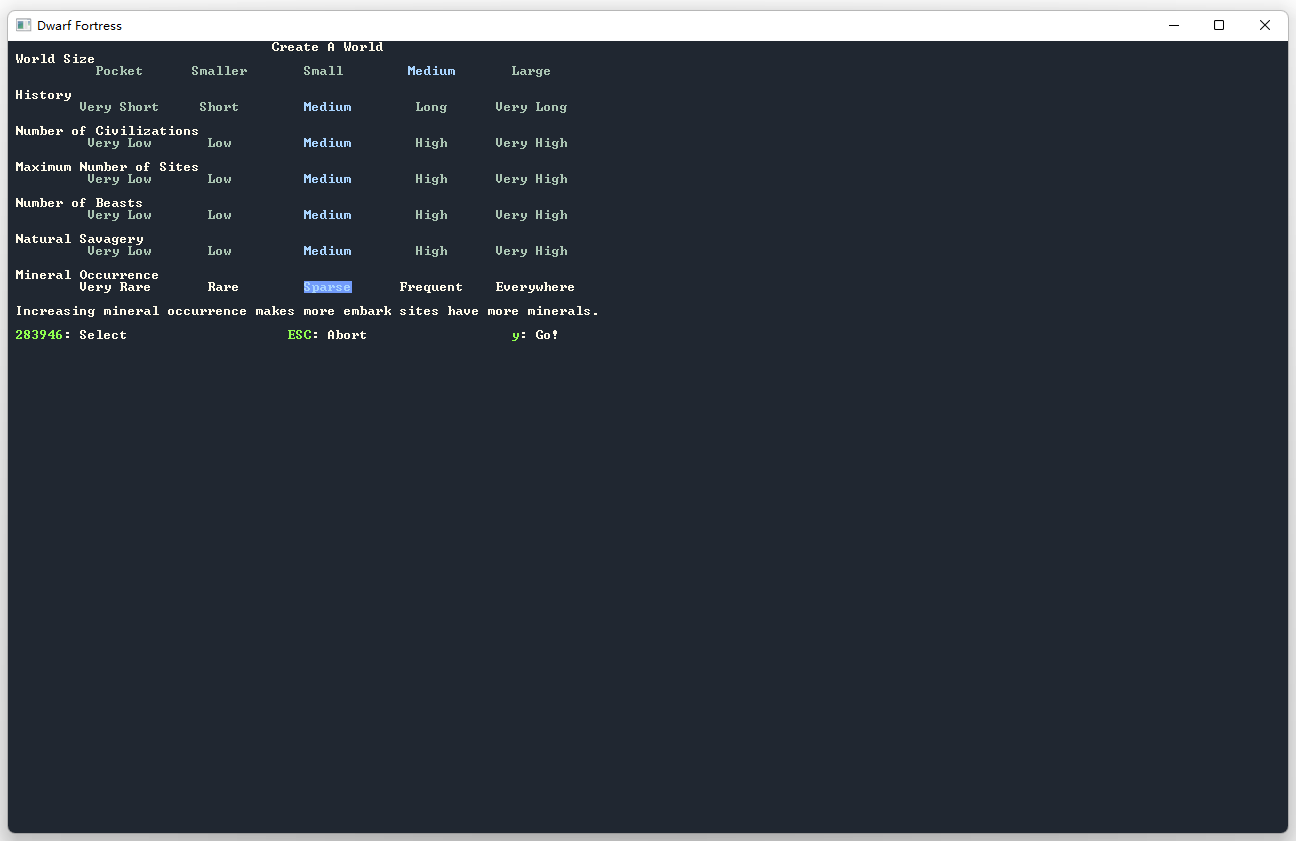 Dwarf Fortress
Create A World
World Size
Pocket Smaller Small Medium Large
History
Very Short Short Medium Long Very Long
Number of Civilizations
Very Low Low Medium High Very High
Maximum Number of Sites
Very Low Low Medium High Very High
Number of Beasts
Very Low Low Medium High Very High
Natural Savagery
Very Low Low Medium High Very High
Mineral Occurrence
Very Rare Rare Sparse Frequent Everywhere
Increasing mineral occurrence makes more embark sites have more minerals.
283946: Select ESC: Abort y: Go!